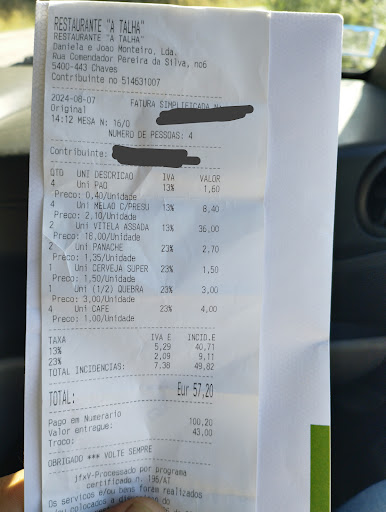 RESTAURANTE "A TALHA"
RESTAURANTE "A TALHA"
Daniela e Joao Monteiro, Lda.
Rua Comendador Pereira da Silva, no6
5400-443 Chaves
Contribuinte no 514631007
2024-08-07 FATURA SIMPLIFICADA
Original
14:12 MESA N: 16/0
NUMERO DE PESSOAS: 4
Contribuinte:
QTD UNI DESCRICAO IVA VALOR
4 Uni PAO 13% 1,60
Preco: 0,40/Unidade
4 Uni MELAO C/PRESU 13% 8,40
Preco: 2,10/Unidade
2 Uni VITELA ASSADA 13% 36,00
Preco: 18,00/Unidade
2 Uni PANACHE 23% 2,70
Preco: 1,35/Unidade
1 Uni CERVEJA SUPER 23% 1,50
Preco: 1,50/Unidade
1 Uni (1/2) QUEBRA 23% 3,00
Preco: 3,00/Unidade
4 Uni CAFE 23% 4,00
Preco: 1,00/Unidade
TAXA IVA E INCID.E
13% 5,29 40,71
23% 2,09 9,11
TOTAL INCIDENCIAS: 7,38 49,82
TOTAL: Eur 57,20
Pago em Numerario
Valor entregue: 100,20
Troco: 43,00
OBRIGADO *** VOLTE SEMPRE
jfxV-Processado por programa
certificado n. 195/AT
Os servicos e/ou bens foram realizados